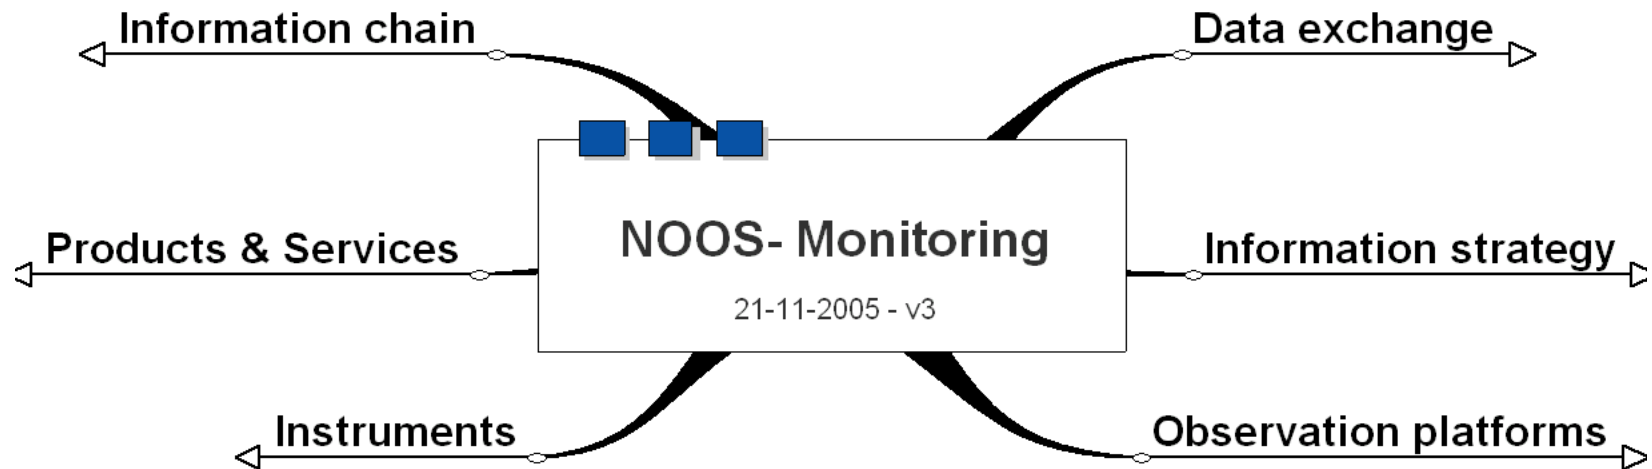 Information chain
Data exchange
NOOS- Monitoring
21-11-2005 - v3
Products & Services
Information strategy
Instruments
Observation platforms